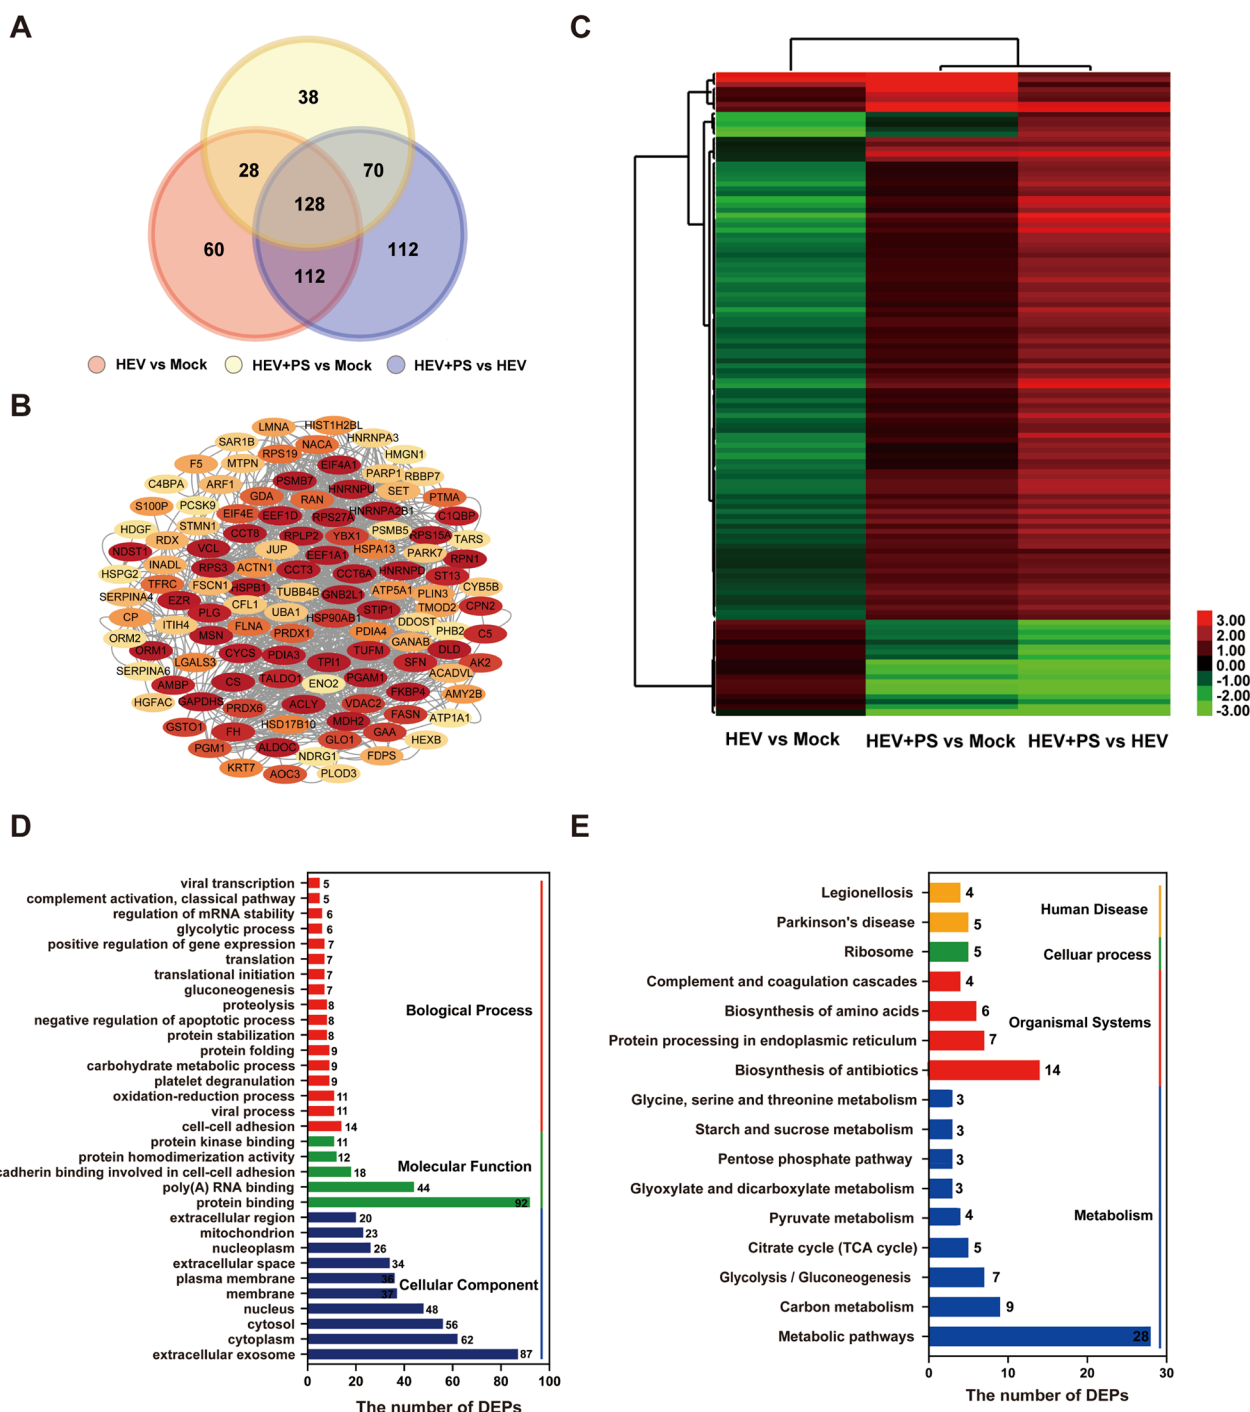 A
38
28
70
128
60
112
112
HEV vs Mock
HEV+PS vs Mock
HEV+PS vs HEV
B
LMNA
HIST1H2BL
SAR1B
NACA
HNRNPA3
RPS19
HMGN1
F5
MTPN
EIF4A1
PARP1
RBBP7
C4BPA
ARF1
PSMB7
HNRNPU
SET
S100P
PCSK9
GDA
RAN
PTMA
EIF4E
EEF1D
RPS27A
HNRNPA2B1
C1QBP
HDGF
STMN1
CCT8
RPLP2
YBX1
PSMB5
RPS15A
TARS
RDX
NDST1
VCL
JUP
EEF1A1
HSPA13
PARK7
RPN1
HSPG2
INADL
RPS3
ACTN1
CCT3
CCT6A
HNRNPD
ST13
SERPINA4
TFRC
FSCN1
HSPB1
TUBB4B
GNB2L1
ATP5A1
PLIN3
CYB5B
EZR
CFL1
UBA1
STIP1
TMOD2
CPN2
CP
PLG
HSP90AB1
DDOST
ITIH4
FLNA
PRDX1
PDIA4
PHB2
C5
ORM2
MSN
GANAB
ORM1
CYCS
PDIA3
TUFM
DLD
LGALS3
TPI1
SFN
AK2
SERPINA6
TALDO1
PGAM1
ACADVL
AMBP
CS
ENO2
FKBP4
AMY2B
HGFAC
GAPDHS
PRDX6
ACLY
VDAC2
FASN
ATP1A1
GSTO1
FH
HSD17B10
MDH2
GAA
HEXB
PGM1
ALDOC
GLO1
NDRG1
FDPS
KRT7
AOC3
PLOD3
C
3.00
2.00
1.00
0.00
-1.00
-2.00
-3.00
HEV vs Mock
HEV+PS vs Mock
HEV+PS vs HEV
D
viral transcription 5
complement activation, classical pathway 5
regulation of mRNA stability 6
glycolytic process 6
positive regulation of gene expression 7
translation 7
translational initiation 7
gluconeogenesis 7
proteolysis 8
negative regulation of apoptotic process 8
protein stabilization 8
protein folding 9
carbohydrate metabolic process 9
platelet degranulation 9
oxidation-reduction process 11
viral process 11
cell-cell adhesion 14
Biological Process
protein kinase binding 11
protein homodimerization activity 12
cadherin binding involved in cell-cell adhesion 18
poly(A) RNA binding 44
protein binding 92
Molecular Function
extracellular region 20
mitochondrion 23
nucleoplasm 26
extracellular space 34
plasma membrane 36
membrane 37
nucleus 48
cytosol 56
cytoplasm 62
extracellular exosome 87
Cellular Component
0 20 40 60 80 100
The number of DEPs
E
Legionellosis 4
Parkinson's disease 5
Human Disease
Ribosome 5
Celluar process
Complement and coagulation cascades 4
Biosynthesis of amino acids 6
Protein processing in endoplasmic reticulum 7
Biosynthesis of antibiotics 14
Organismal Systems
Glycine, serine and threonine metabolism 3
Starch and sucrose metabolism 3
Pentose phosphate pathway 3
Glyoxylate and dicarboxylate metabolism 3
Pyruvate metabolism 4
Citrate cycle (TCA cycle) 5
Glycolysis / Gluconeogenesis 7
Carbon metabolism 9
Metabolic pathways 28
Metabolism
0 10 20 30
The number of DEPs